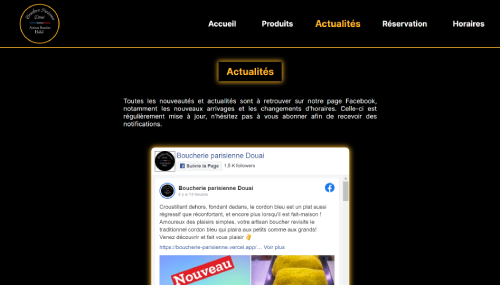 Accueil Produits Actualités Réservation Horaires
Actualités
Toutes les nouveautés et actualités sont à retrouver sur notre page Facebook,
notamment les nouveaux arrivages et les changements d'horaires. Celle-ci est
régulièrement mise à jour, n'hésitez pas à vous abonner afin de recevoir des
notifications.
Boucherie parisienne Douai
Suivre la Page 1,5 K followers
Boucherie parisienne Douai
Croustillant dehors, fondant dedans, le cordon bleu est un plat aussi
régressif que réconfortant, et encore plus lorsqu'il est fait-maison !
Amoureux des plaisirs simples, votre artisan boucher revisite le
traditionnel cordon bleu qui plaira aux petits comme aux grands!
Venez découvrir et fait vous plaisir
https://boucherie-parisienne.vercel.app/... Voir plus
Nouveau